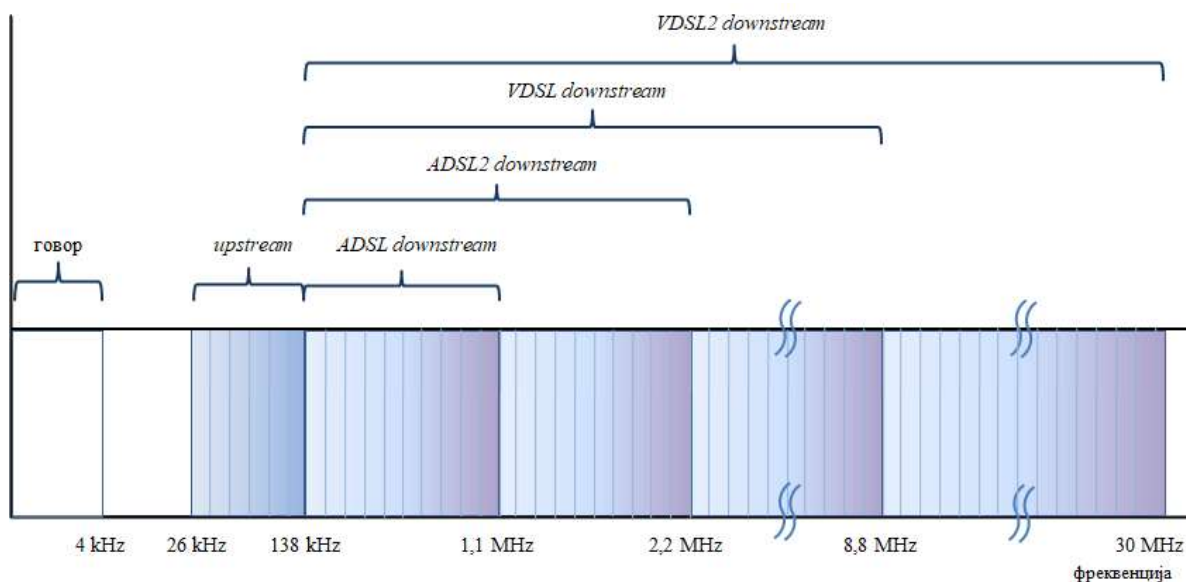 VDSL2 downstream
VDSL downstream
ADSL2 downstream
говор
upstream
ADSL downstream
4 kHz
26 kHz
138 kHz
1,1 MHz
2,2 MHz
8,8 MHz
30 MHz
фреквенција